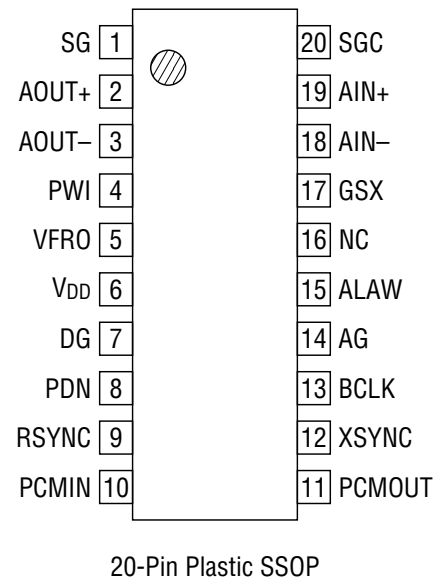 SG 1 20 SGC
AOUT+ 2 19 AIN+
AOUT– 3 18 AIN–
PWI 4 17 GSX
VFRO 5 16 NC
VDD 6 15 ALAW
DG 7 14 AG
PDN 8 13 BCLK
RSYNC 9 12 XSYNC
PCMIN 10 11 PCMOUT
20-Pin Plastic SSOP